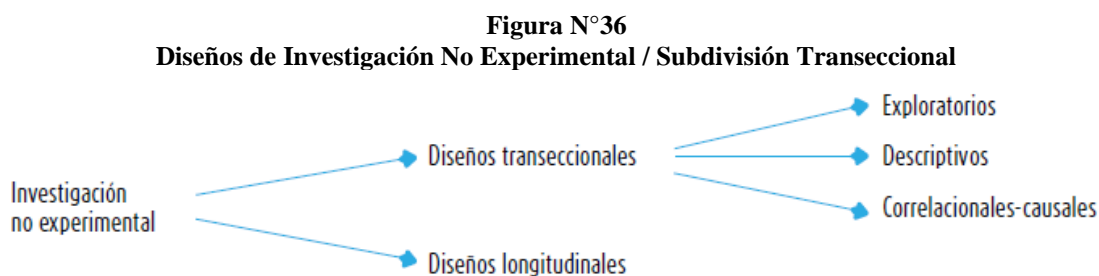 Figura N°36
Diseños de Investigación No Experimental / Subdivisión Transeccional
Investigación
no experimental
Diseños transeccionales
Diseños longitudinales
Exploratorios
Descriptivos
Correlacionales-causales